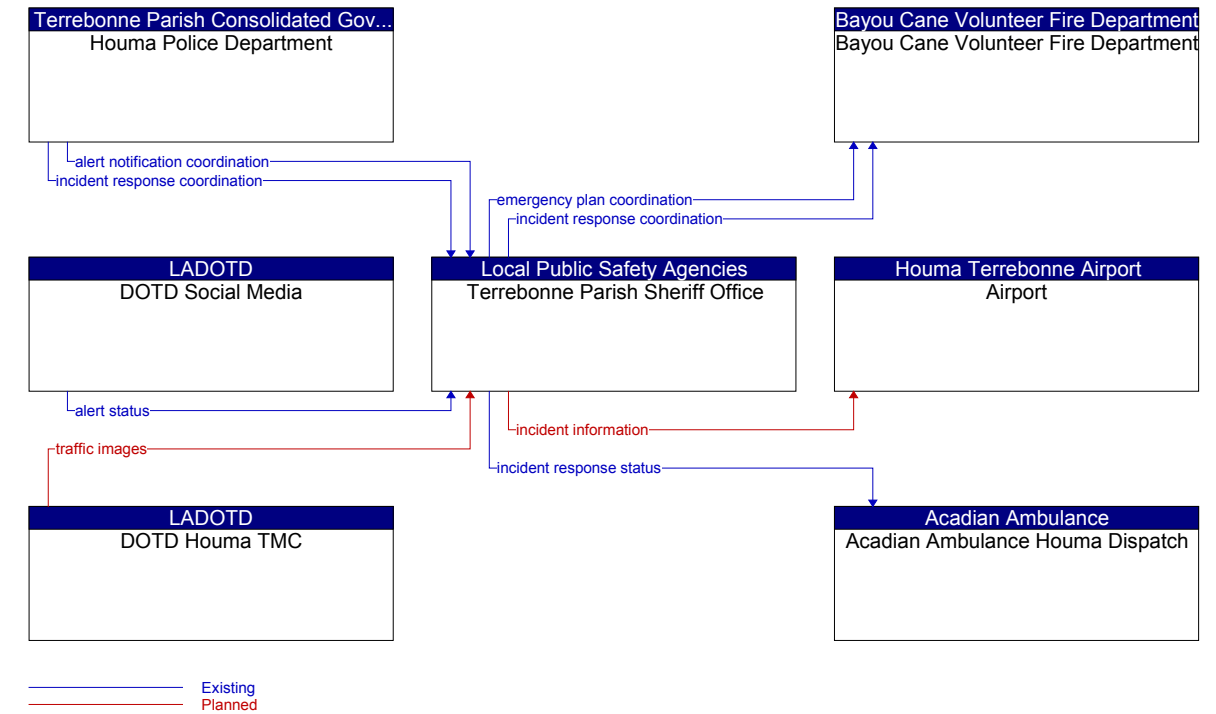 Terrebonne Parish Consolidated Gov...
Houma Police Department
Bayou Cane Volunteer Fire Department
Bayou Cane Volunteer Fire Department
alert notification coordination
incident response coordination
emergency plan coordination
incident response coordination
LADOTD
DOTD Social Media
Local Public Safety Agencies
Terrebonne Parish Sheriff Office
Houma Terrebonne Airport
Airport
alert status
incident information
traffic images
incident response status
LADOTD
DOTD Houma TMC
Acadian Ambulance
Acadian Ambulance Houma Dispatch
Existing
Planned